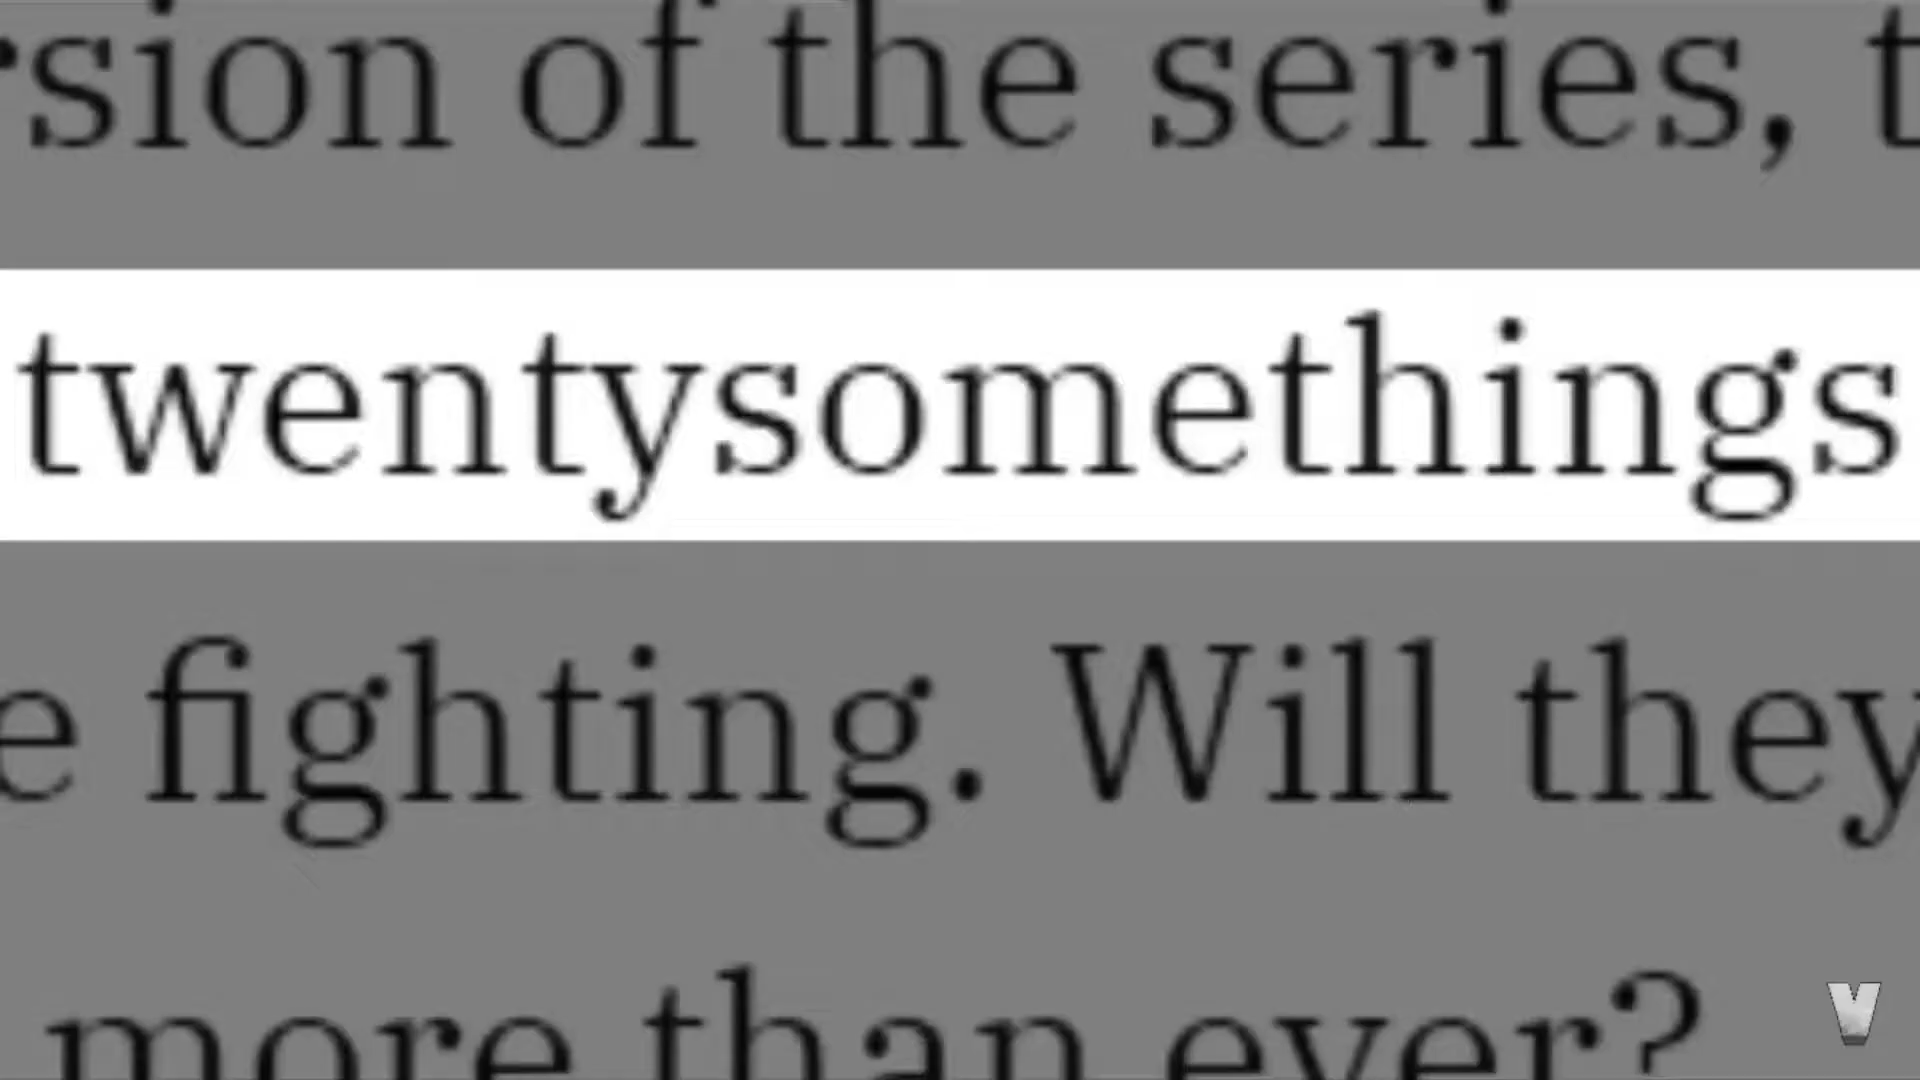 rsion of the series, t
twentysomethings
e fighting. Will they
more than ever?
V